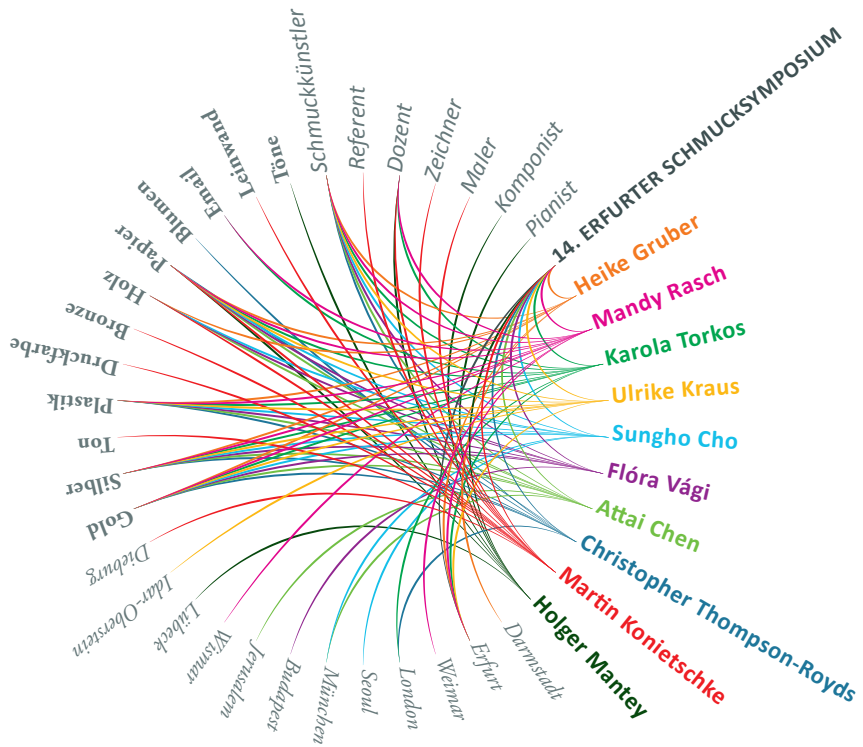 14. ERFURTER SCHMUCKSYMPOSIUM
Heike Gruber
Mandy Rasch
Karola Torkos
Ulrike Kraus
Sungho Cho
Flóra Vági
Attai Chen
Christopher Thompson-Royds
Martin Konietschke
Holger Mantey
Darmstadt
Erfurt
Weimar
London
Seoul
München
Budapest
Jerusalem
Wismar
Lübeck
Idar-Oberstein
Dieburg
Gold
Silber
Ton
Plastik
Druckfarbe
Bronze
Holz
Papier
Blumen
Email
Leinwand
Töne
Schmuckkünstler
Referent
Dozent
Zeichner
Maler
Komponist
Pianist